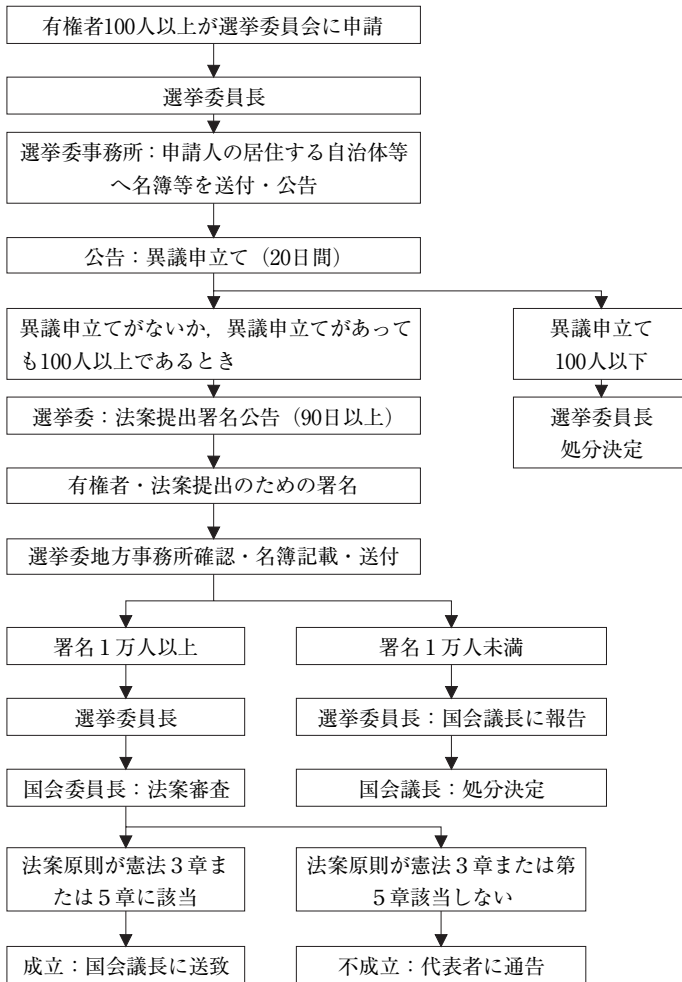 有権者100人以上が選挙委員会に申請
選挙委員長
選挙委事務所：申請人の居住する自治体等
へ名簿等を送付・公告
公告：異議申立て（20日間）
異議申立てがないか，異議申立てがあって
も100人以上であるとき
異議申立て
100人以下
選挙委：法案提出署名公告（90日以上）
選挙委員長
処分決定
有権者・法案提出のための署名
選挙委地方事務所確認・名簿記載・送付
署名１万人以上
署名１万人未満
選挙委員長
選挙委員長：国会議長に報告
国会委員長：法案審査
国会議長：処分決定
法案原則が憲法３章ま
たは５章に該当
法案原則が憲法３章または第
５章該当しない
成立：国会議長に送致
不成立：代表者に通告